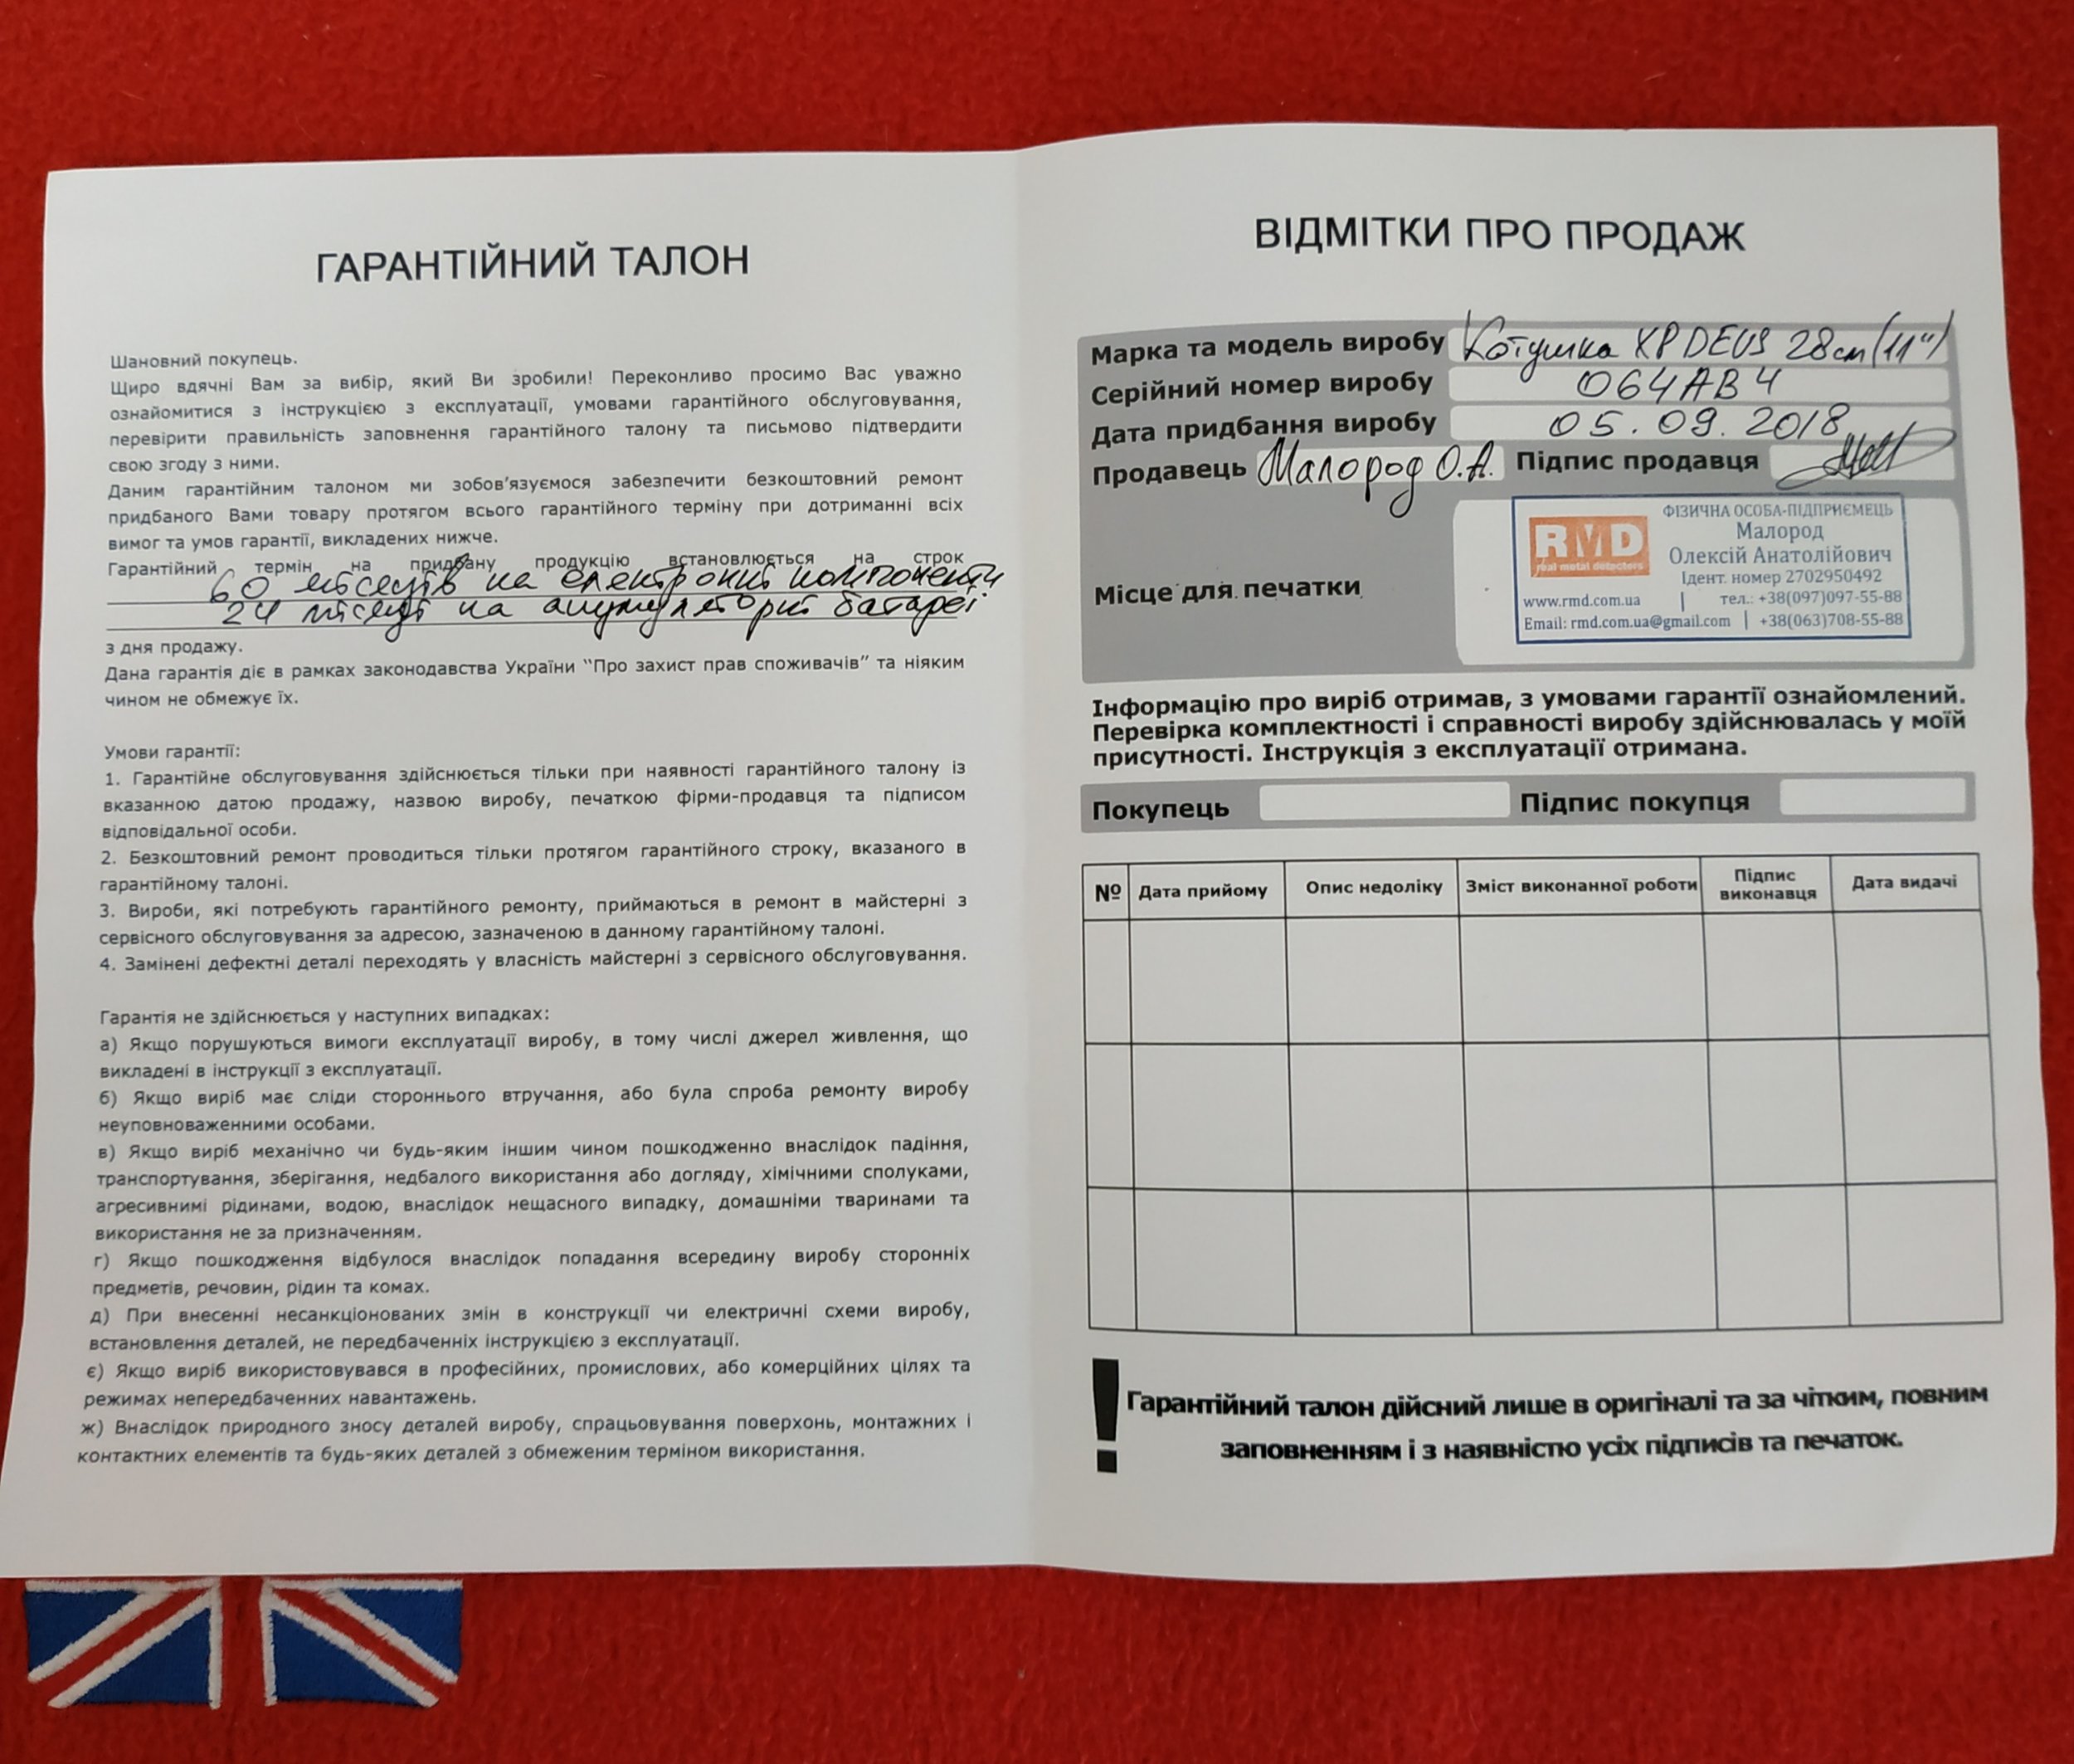 ГАРАНТІЙНИЙ ТАЛОН
Шановний покупець.
Щиро вдячні Вам за вибір, який Ви зробили! Переконливо просимо Вас уважно
ознайомитися з інструкцією з експлуатації, умовами гарантійного обслуговування,
перевірити правильність заповнення гарантійного талону та письмово підтвердити
свою згоду з ними.
Даним гарантійним талоном ми зобов’язуємося забезпечити безкоштовний ремонт
придбаного Вами товару протягом всього гарантійного терміну при дотриманні всіх
вимог та умов гарантії, викладених нижче.
Гарантійний термін на придбану продукцію встановлюється на строк
60 місяців на електронні компоненти
24 місяці на акумуляторні батареї
з дня продажу.
Дана гарантія діє в рамках законодавства України “Про захист прав споживачів” та ніяким
чином не обмежує їх.
Умови гарантії:
1. Гарантійне обслуговування здійснюється тільки при наявності гарантійного талону із
вказанною датою продажу, назвою виробу, печаткою фірми-продавця та підписом
відповідальної особи.
2. Безкоштовний ремонт проводиться тільки протягом гарантійного строку, вказаного в
гарантійному талоні.
3. Вироби, які потребують гарантійного ремонту, приймаються в ремонт в майстерні з
сервісного обслуговування за адресою, зазначеною в данному гарантійному талоні.
4. Замінені дефектні деталі переходять у власність майстерні з сервісного обслуговування.
Гарантія не здійснюється у наступних випадках:
а) Якщо порушуються вимоги експлуатації виробу, в тому числі джерел живлення, що
викладені в інструкції з експлуатації.
б) Якщо виріб має сліди стороннього втручання, або була спроба ремонту виробу
неуповноваженними особами.
в) Якщо виріб механічно чи будь-яким іншим чином пошкодженно внаслідок падіння,
транспортування, зберігання, недбалого використання або догляду, хімічними сполуками,
агресивнимі рідинами, водою, внаслідок нещасного випадку, домашніми тваринами та
використання не за призначенням.
г) Якщо пошкодження відбулося внаслідок попадання всередину виробу сторонніх
предметів, речовин, рідин та комах.
д) При внесенні несанкціонованих змін в конструкції чи електричні схеми виробу,
встановлення деталей, не передбаченніх інструкцією з експлуатації.
є) Якщо виріб використовувався в професійних, промислових, або комерційних цілях та
режимах непередбаченних навантажень.
ж) Внаслідок природного зносу деталей виробу, спрацьовування поверхонь, монтажних і
контактних елементів та будь-яких деталей з обмеженим терміном використання.
ВІДМІТКИ ПРО ПРОДАЖ
Марка та модель виробу Котушка XP DEUS 28см (11")
Серійний номер виробу 064AB4
Дата придбання виробу 05.09.2018
Продавець Малород О.А. Підпис продавця
Місце для печатки
RMD
real metal detectors
ФІЗИЧНА ОСОБА-ПІДПРИЄМЕЦЬ
Малород
Олексій Анатолійович
Ідент. номер 2702950492
www.rmd.com.ua | тел.: +38(097)097-55-88
Email: rmd.com.ua@gmail.com | +38(063)708-55-88
Інформацію про виріб отримав, з умовами гарантії ознайомлений.
Перевірка комплектності і справності виробу здійснювалась у моїй
присутності. Інструкція з експлуатації отримана.
Покупець Підпис покупця
№ Дата прийому Опис недоліку Зміст виконанної роботи Підпис виконавця Дата видачі
! Гарантійний талон дійсний лише в оригіналі та за чітким, повним
заповненням і з наявністю усіх підписів та печаток.